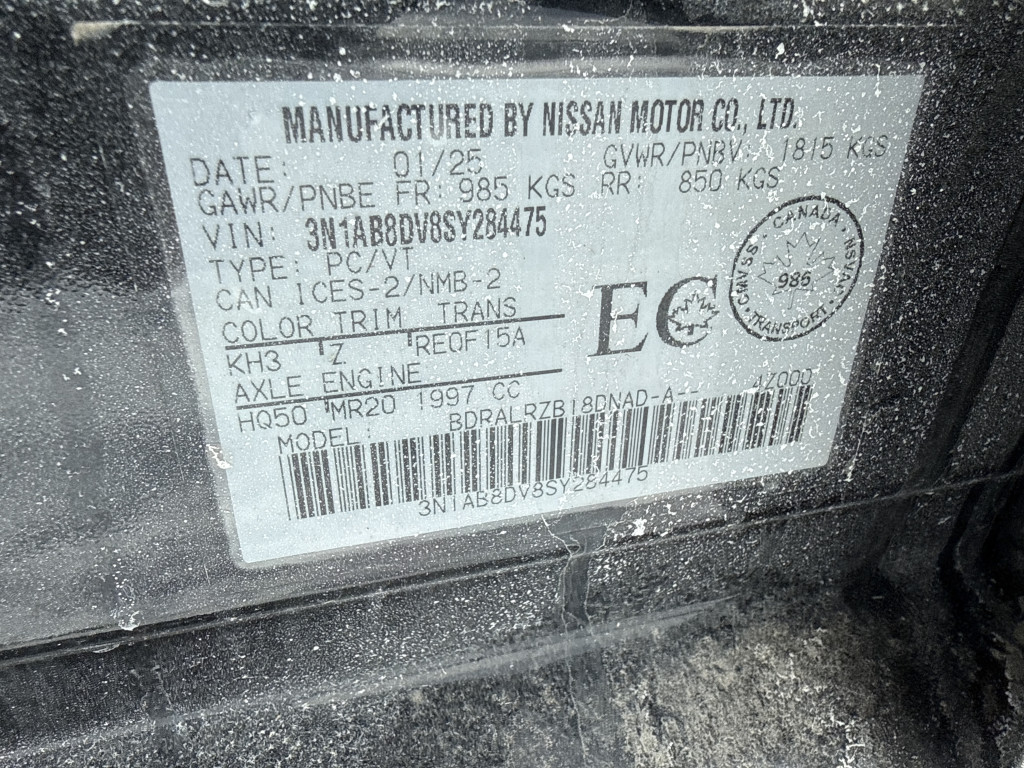 MANUFACTURED BY NISSAN MOTOR CO., LTD.
DATE: 01/25 GVWR/PNBV: 1815 KGS
GAWR/PNBE FR: 985 KGS RR: 850 KGS
VIN: 3N1AB8DV8SY284475
TYPE: PC/VT
CAN ICES-2/NMB-2
COLOR TRIM TRANS
KH3 Z RE0F15A
AXLE ENGINE
HQ50 MR20 1997 CC
MODEL: BDRALRZB18DNAD-A-- 4Z000
3N1AB8DV8SY284475
EC
CANADA
CMVSS · NSVAC
985
TRANSPORT